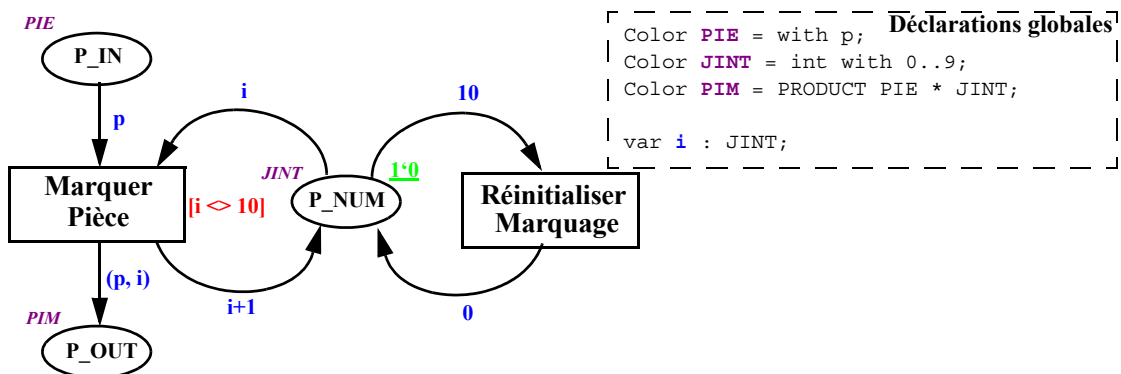 PIE
P_IN
p
i
10
Marquer
Pièce
[i <> 10]
JINT
P_NUM
1‘0
Réinitialiser
Marquage
(p, i)
i+1
0
PIM
P_OUT
Déclarations globales
Color PIE = with p;
Color JINT = int with 0..9;
Color PIM = PRODUCT PIE * JINT;
var i : JINT;